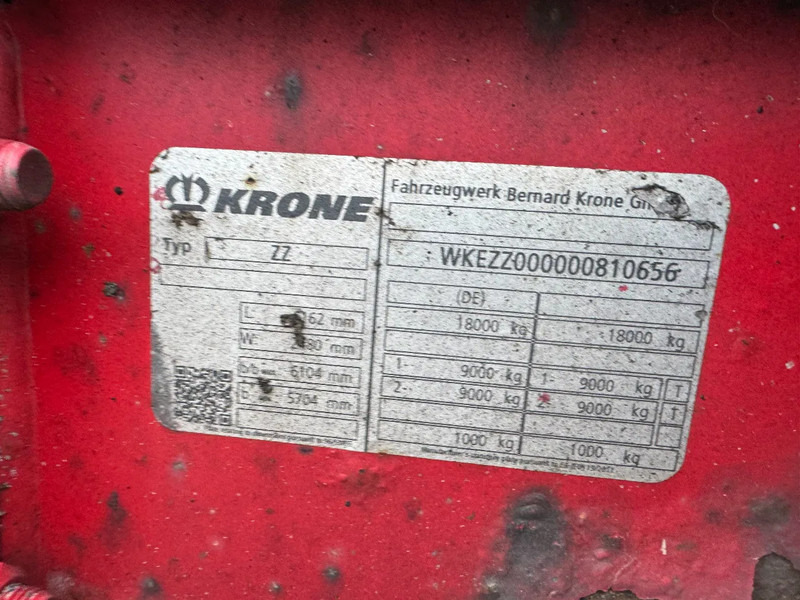 KRONE
Typ ZZ
L: 62 mm
W: 80 mm
b/b 6104 mm
b 5704 mm
Fahrzeugwerk Bernard Krone
WKEZZ000000810656
(DE)
18000 kg 18000 kg
1- 9000 kg 1- 9000 kg T
2- 9000 kg 2- 9000 kg T
1000 kg 1000 kg